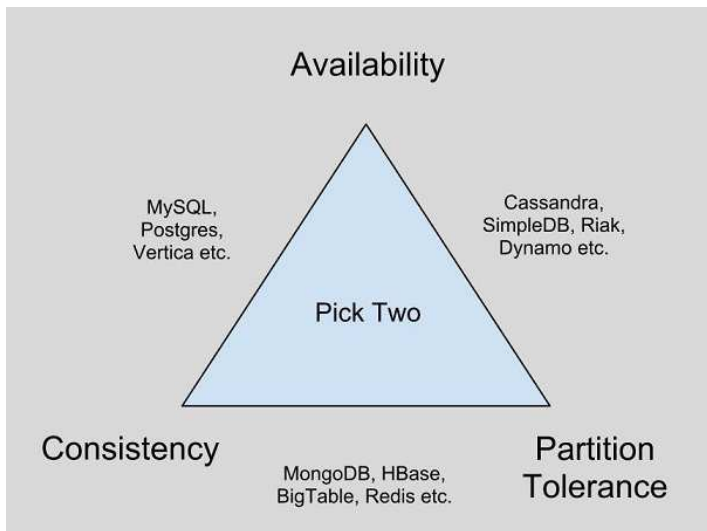 Availability
MySQL,
Postgres,
Vertica etc.
Cassandra,
SimpleDB, Riak,
Dynamo etc.
Pick Two
Consistency
MongoDB, HBase,
BigTable, Redis etc.
Partition
Tolerance